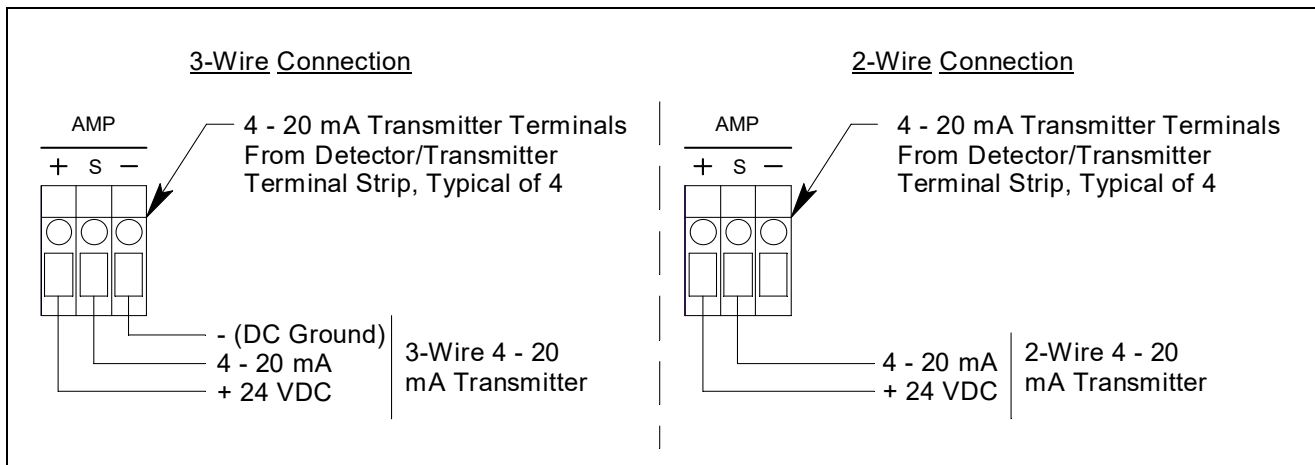 3-Wire Connection
AMP
+ S −
4 - 20 mA Transmitter Terminals
From Detector/Transmitter
Terminal Strip, Typical of 4
- (DC Ground)
4 - 20 mA
+ 24 VDC
3-Wire 4 - 20
mA Transmitter
2-Wire Connection
AMP
+ S −
4 - 20 mA Transmitter Terminals
From Detector/Transmitter
Terminal Strip, Typical of 4
4 - 20 mA
+ 24 VDC
2-Wire 4 - 20
mA Transmitter